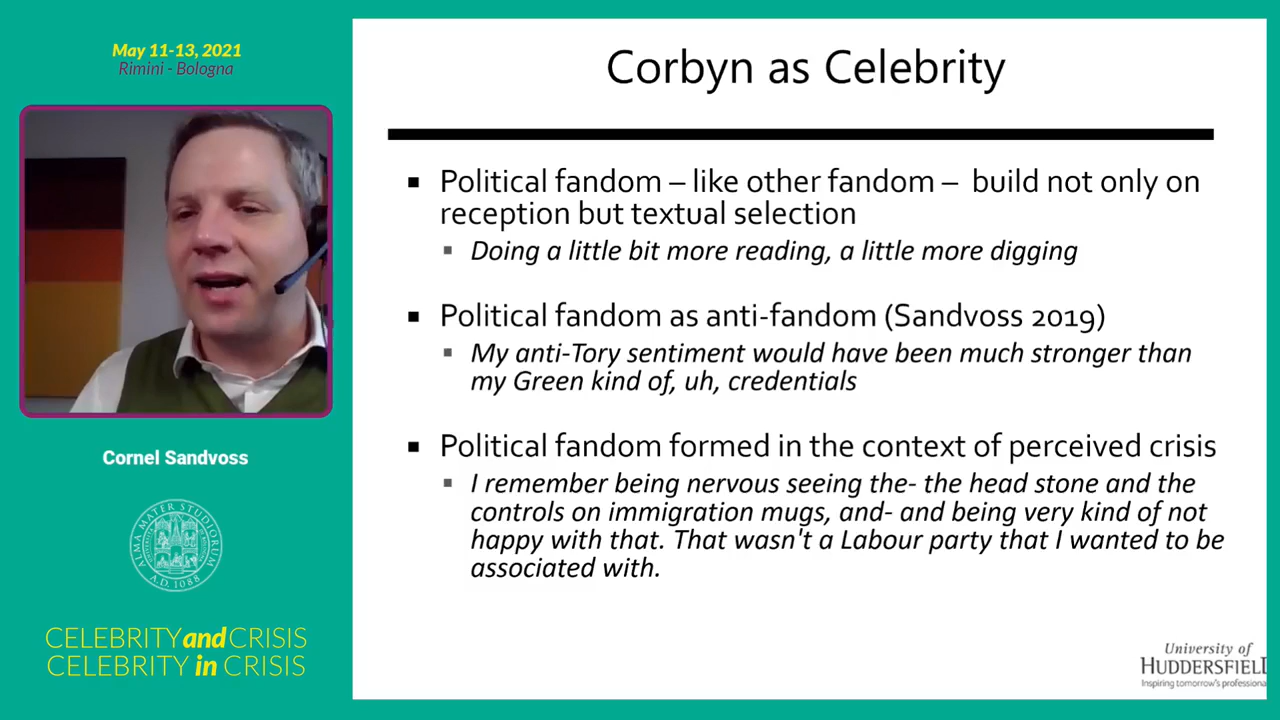 May 11-13, 2021
Rimini - Bologna
Cornel Sandvoss
ALMA MATER STUDIORUM
A.D. 1088
CELEBRITY and CRISIS
CELEBRITY in CRISIS
Corbyn as Celebrity
Political fandom – like other fandom – build not only on
reception but textual selection
Doing a little bit more reading, a little more digging
Political fandom as anti-fandom (Sandvoss 2019)
My anti-Tory sentiment would have been much stronger than
my Green kind of, uh, credentials
Political fandom formed in the context of perceived crisis
I remember being nervous seeing the- the head stone and the
controls on immigration mugs, and- and being very kind of not
happy with that. That wasn't a Labour party that I wanted to be
associated with.
University of
HUDDERSFIELD
Inspiring tomorrow's professiona